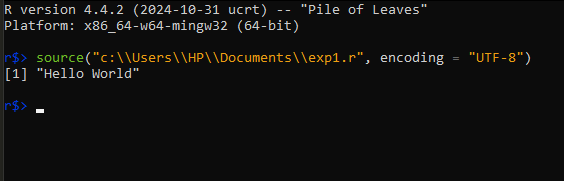 R version 4.4.2 (2024-10-31 ucrt) -- "Pile of Leaves"
Platform: x86_64-w64-mingw32 (64-bit)
r$> source("c:\\Users\\HP\\Documents\\exp1.r", encoding = "UTF-8")
[1] "Hello World"
r$>